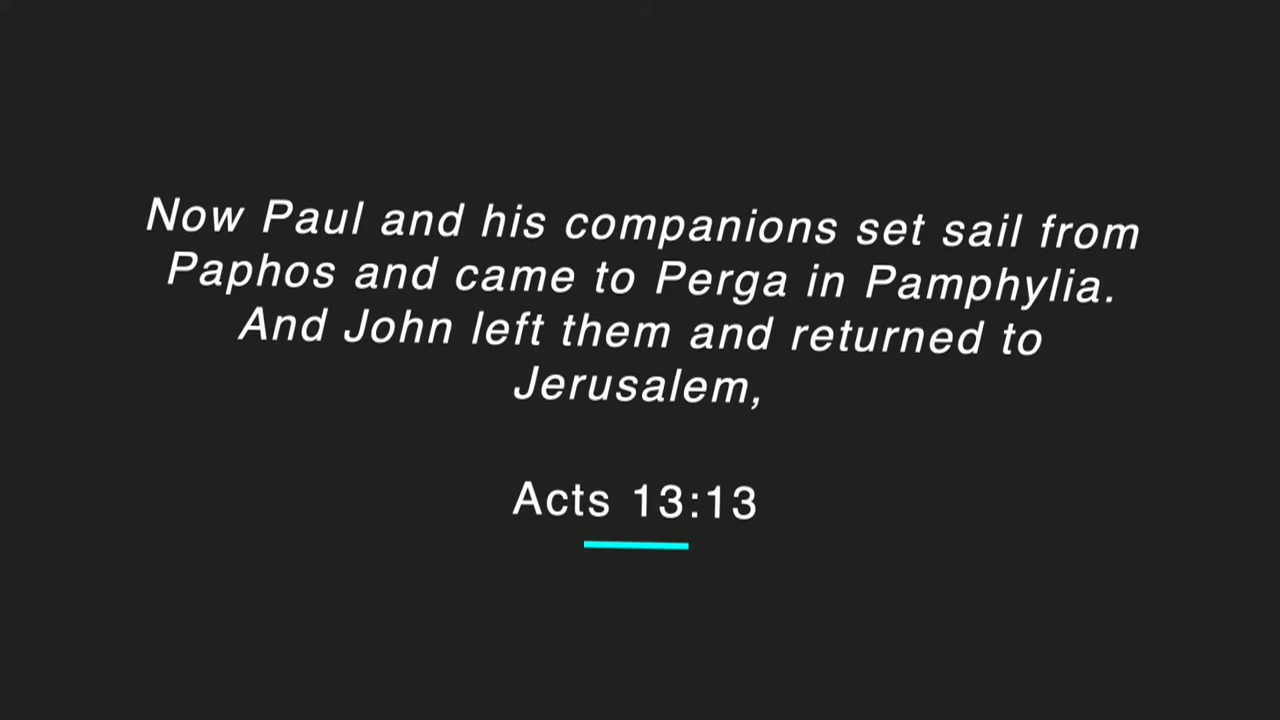 Now Paul and his companions set sail from
Paphos and came to Perga in Pamphylia.
And John left them and returned to
Jerusalem,
Acts 13:13